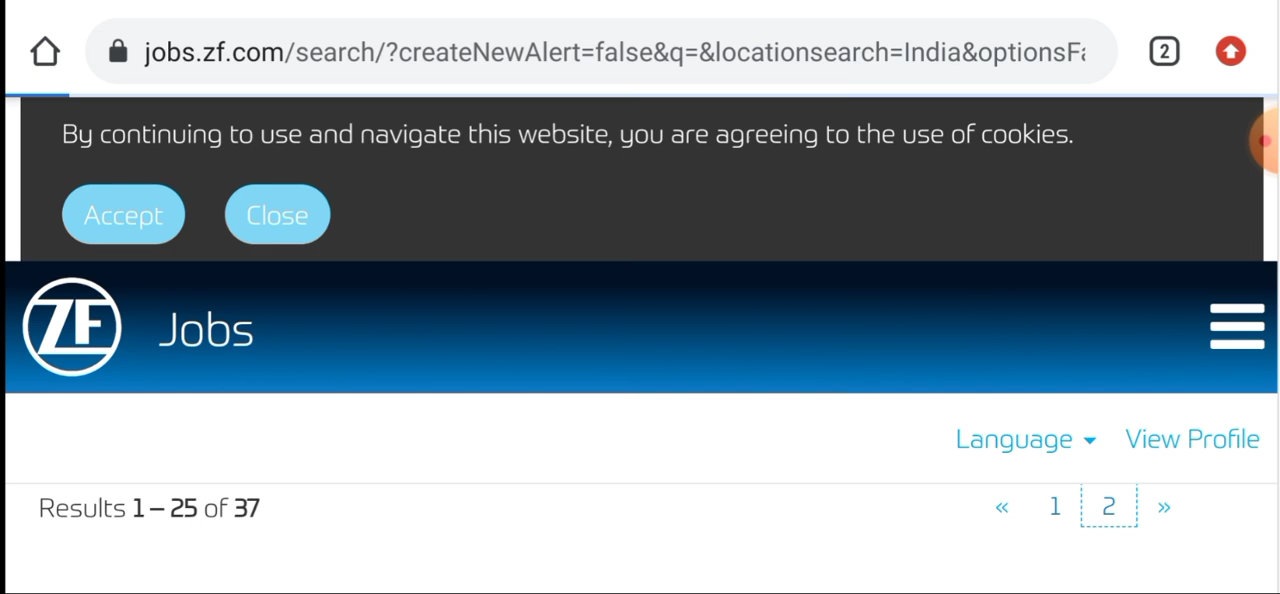 jobs.zf.com/search/?createNewAlert=false&q=&locationsearch=India&optionsFa
2
By continuing to use and navigate this website, you are agreeing to the use of cookies.
Accept Close
ZF Jobs
Language View Profile
Results 1 – 25 of 37 « 1 2 »